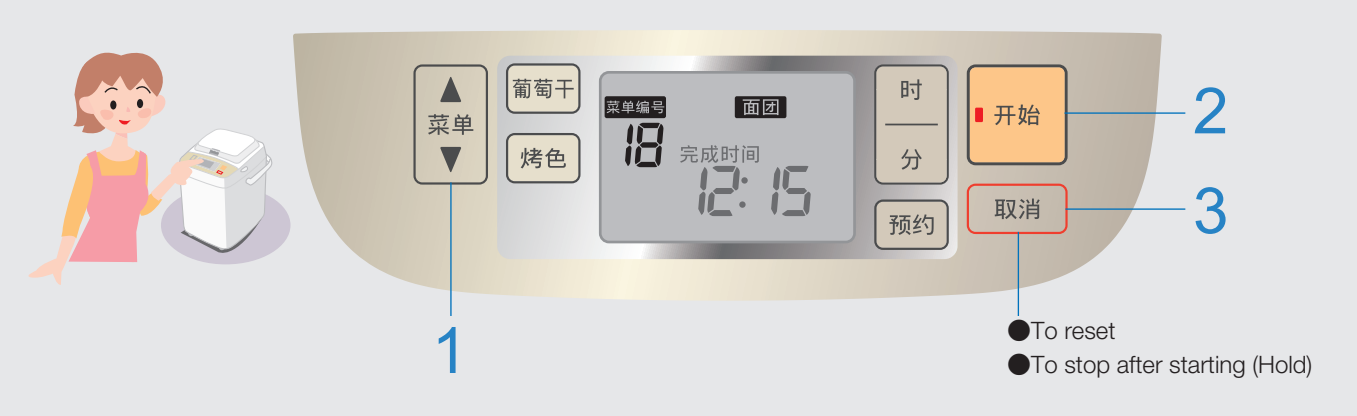 ▲
菜单
▼
葡萄干
烤色
菜单编号
面团
18
完成时间
12:15
时
分
预约
开始
取消
1
2
3
●To reset
●To stop after starting (Hold)